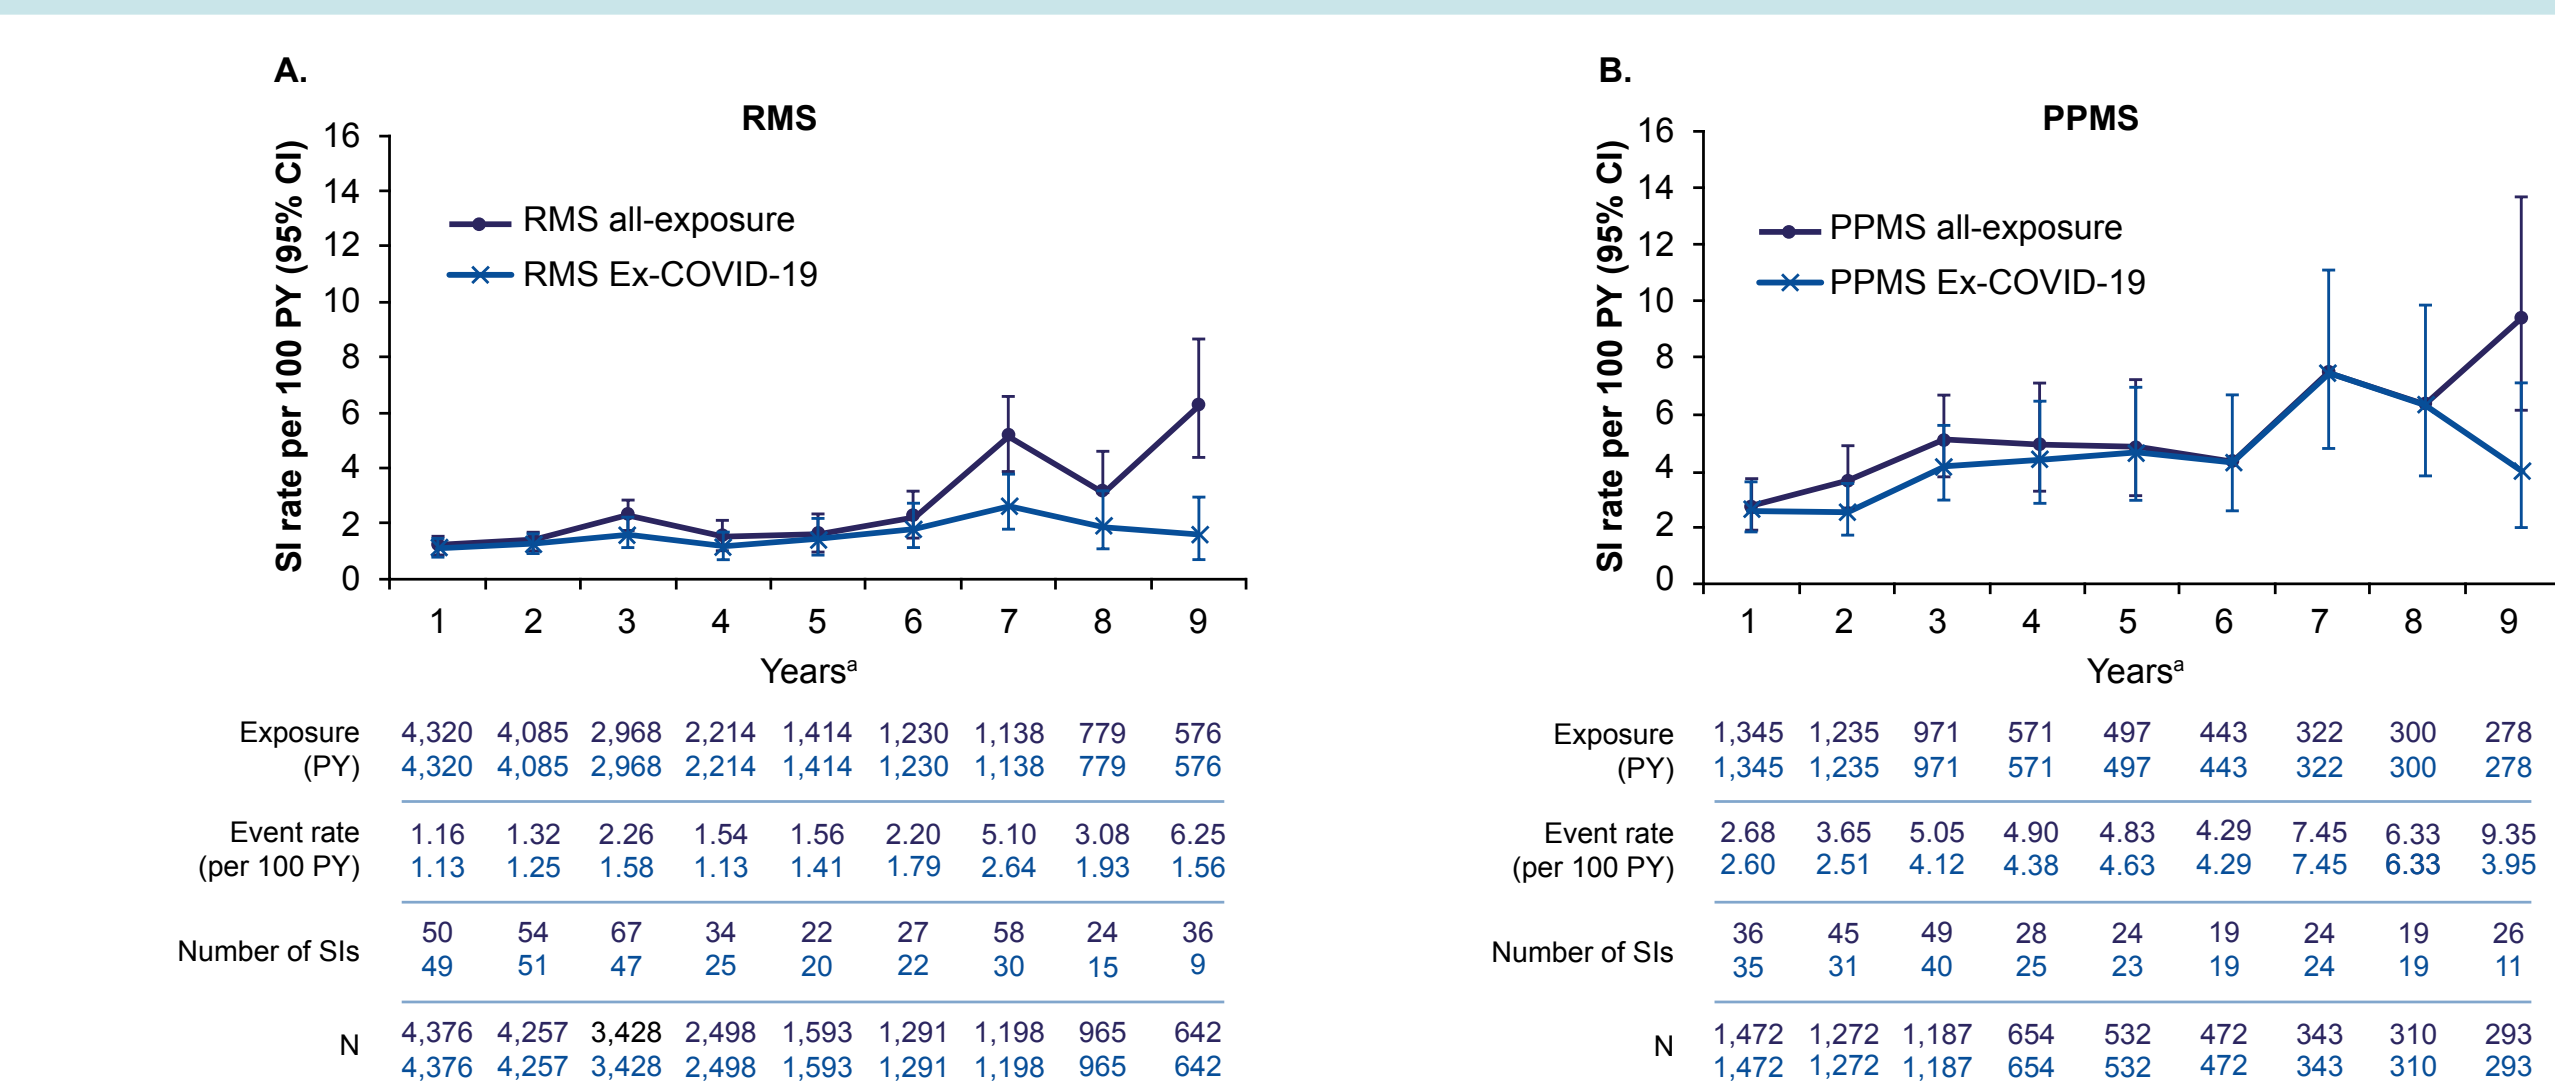 A.
RMS
SI rate per 100 PY (95% CI)
16
14
12
10
8
6
4
2
0
RMS all-exposure
RMS Ex-COVID-19
1 2 3 4 5 6 7 8 9
Yearsᵃ
Exposure (PY)
4,320 4,085 2,968 2,214 1,414 1,230 1,138 779 576
4,320 4,085 2,968 2,214 1,414 1,230 1,138 779 576
Event rate (per 100 PY)
1.16 1.32 2.26 1.54 1.56 2.20 5.10 3.08 6.25
1.13 1.25 1.58 1.13 1.41 1.79 2.64 1.93 1.56
Number of SIs
50 54 67 34 22 27 58 24 36
49 51 47 25 20 22 30 15 9
N
4,376 4,257 3,428 2,498 1,593 1,291 1,198 965 642
4,376 4,257 3,428 2,498 1,593 1,291 1,198 965 642
B.
PPMS
SI rate per 100 PY (95% CI)
16
14
12
10
8
6
4
2
0
PPMS all-exposure
PPMS Ex-COVID-19
1 2 3 4 5 6 7 8 9
Yearsᵃ
Exposure (PY)
1,345 1,235 971 571 497 443 322 300 278
1,345 1,235 971 571 497 443 322 300 278
Event rate (per 100 PY)
2.68 3.65 5.05 4.90 4.83 4.29 7.45 6.33 9.35
2.60 2.51 4.12 4.38 4.63 4.29 7.45 6.33 3.95
Number of SIs
36 45 49 28 24 19 24 19 26
35 31 40 25 23 19 24 19 11
N
1,472 1,272 1,187 654 532 472 343 310 293
1,472 1,272 1,187 654 532 472 343 310 293